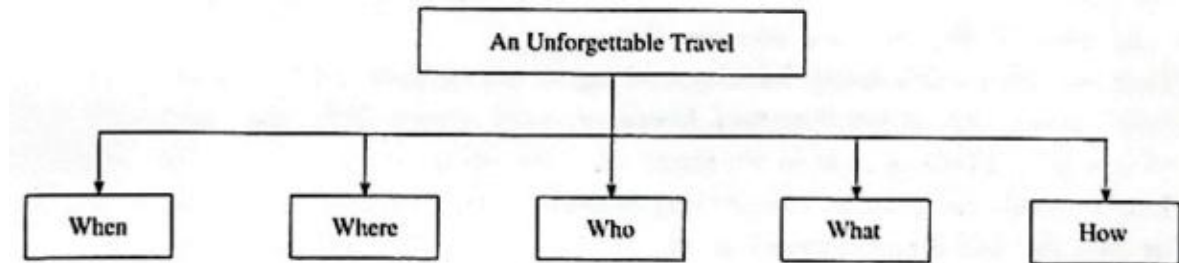 An Unforgettable Travel
When
Where
Who
What
How